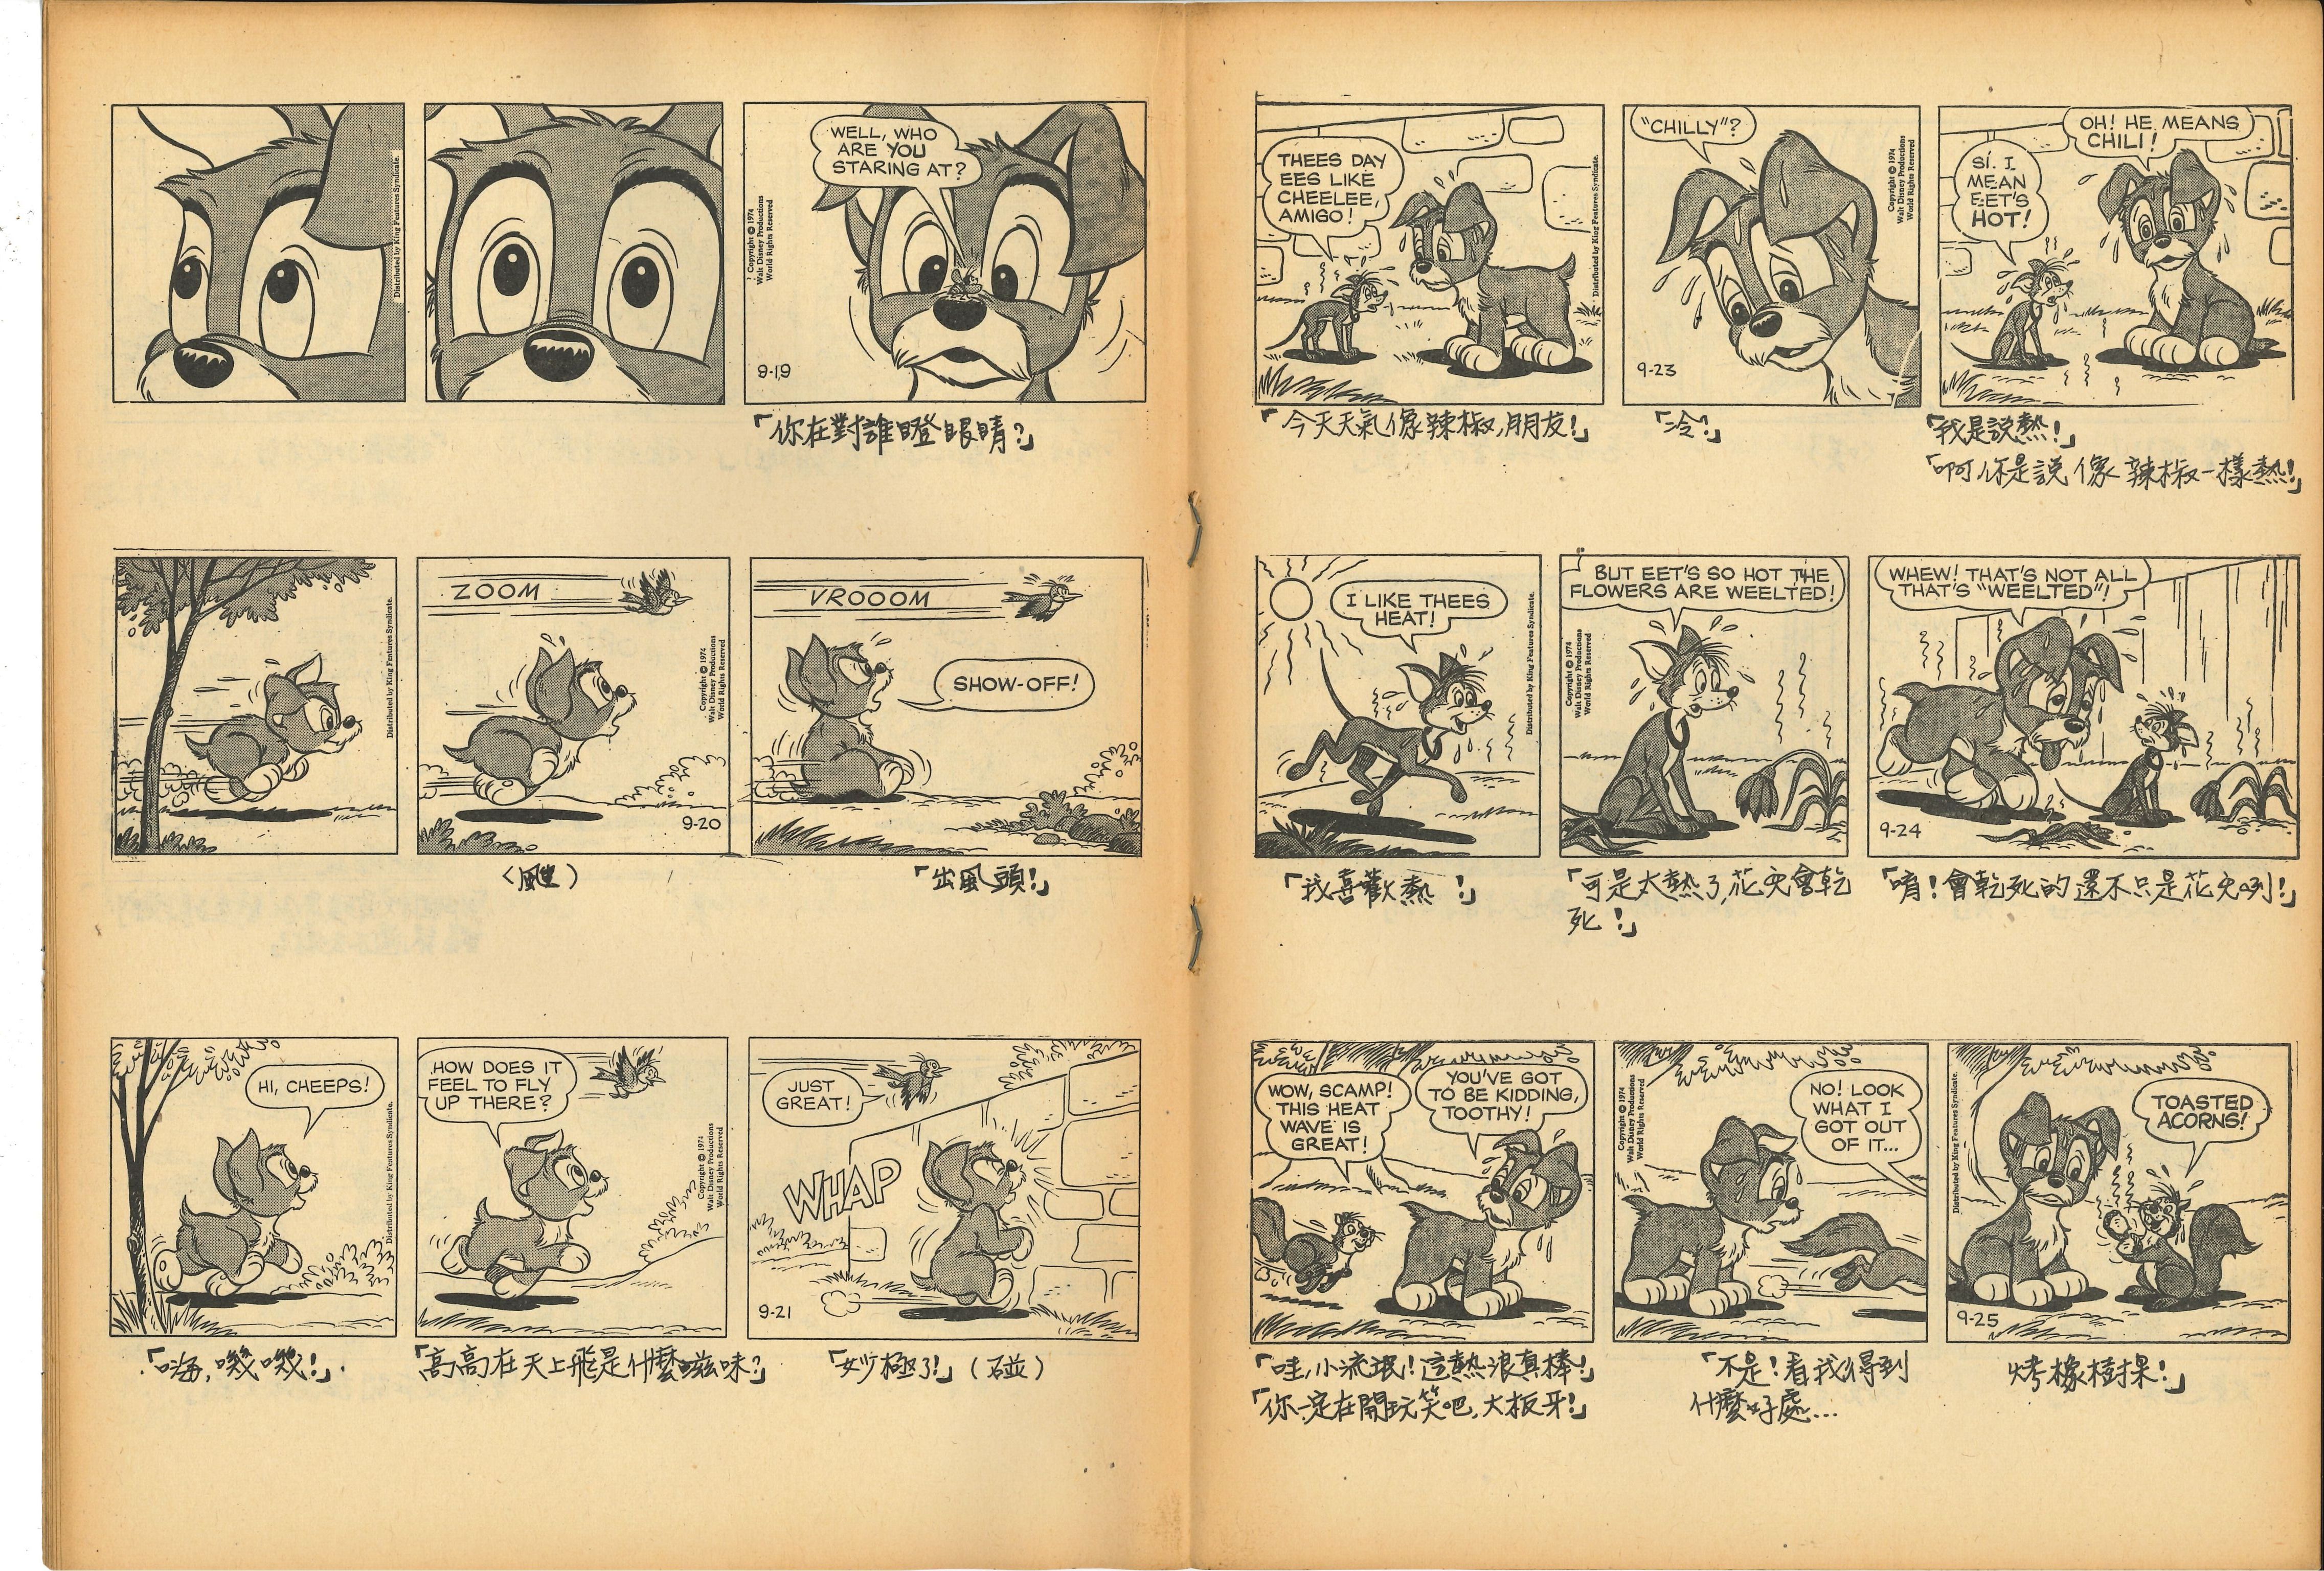 Distributed by King Features Syndicate.
Copyright © 1974
Walt Disney Productions
World Rights Reserved
WELL, WHO
ARE YOU
STARING AT?
9-19
「你在對誰瞪眼睛?」
Distributed by King Features Syndicate.
ZOOM
Copyright © 1974
Walt Disney Productions
World Rights Reserved
9-20
VROOOM
SHOW-OFF!
「出風頭!」
HI, CHEEPS!
Distributed by King Features Syndicate.
HOW DOES IT
FEEL TO FLY
UP THERE?
Copyright © 1974
Walt Disney Productions
World Rights Reserved
JUST
GREAT!
WHAP
9-21
「嗨,嘰嘰!」
「高高在天上飛是什麼滋味?」
「妙極了!」(碰)
THEES DAY
EES LIKE
CHEELEE,
AMIGO!
Distributed by King Features Syndicate.
"CHILLY"?
Copyright © 1974
Walt Disney Productions
World Rights Reserved
9-23
SÍ. I
MEAN
EET'S
HOT!
OH! HE MEANS
CHILI!
「今天天氣像辣椒,朋友!」
「冷?」
「我是說熱!」
「啊你是說像辣椒一樣熱!」
I LIKE THEES
HEAT!
Distributed by King Features Syndicate.
BUT EET'S SO HOT THE
FLOWERS ARE WEELTED!
Copyright © 1974
Walt Disney Productions
World Rights Reserved
WHEW! THAT'S NOT ALL
THAT'S "WEELTED"!
9-24
「我喜歡熱!」
「可是太熱了,花兒會乾
死!」
「唷!會乾死的還不只是花兒咧!」
WOW, SCAMP!
THIS HEAT
WAVE IS
GREAT!
YOU'VE GOT
TO BE KIDDING,
TOOTHY!
Copyright © 1974
Walt Disney Productions
World Rights Reserved
NO! LOOK
WHAT I
GOT OUT
OF IT...
Distributed by King Features Syndicate.
TOASTED
ACORNS!
9-25
「哇,小流氓!這熱浪真棒!」
「你一定在開玩笑吧,大板牙!」
「不是!看我得到
什麼好處...
烤橡樹果!」